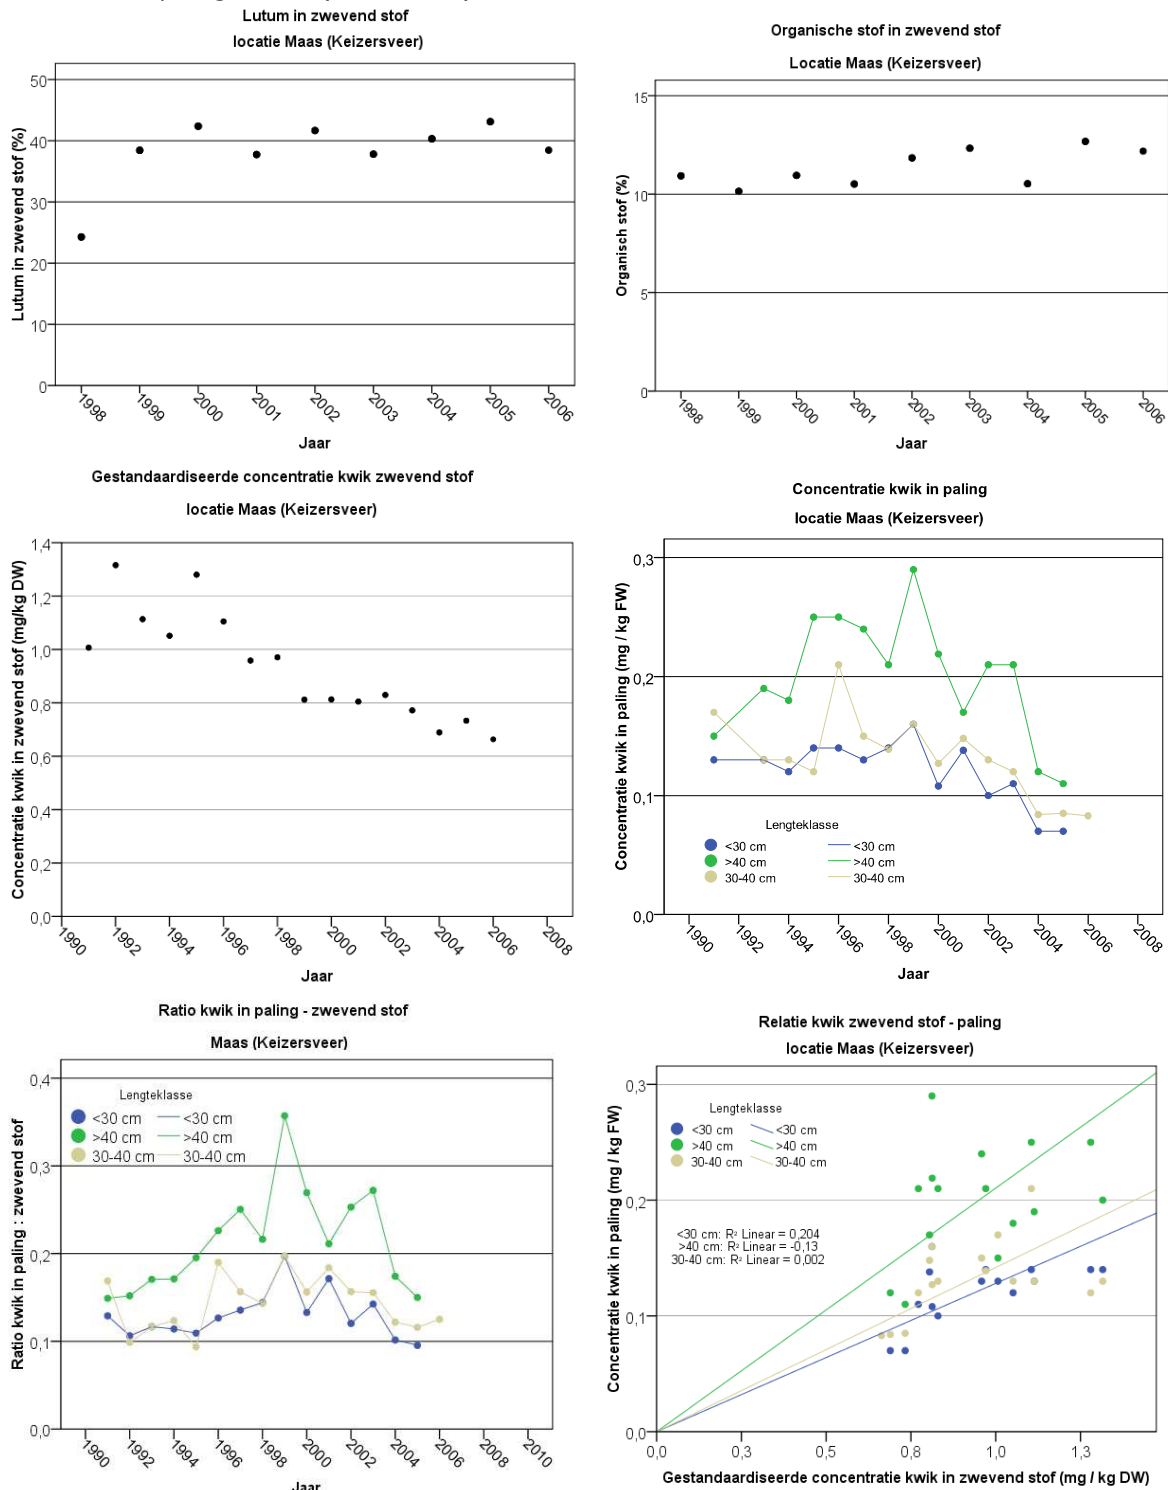 Lutum in zwevend stof
locatie Maas (Keizersveer)
Lutum in zwevend stof (%)
50
40
30
20
10
0
1998
1999
2000
2001
2002
2003
2004
2005
2006
Jaar
Organische stof in zwevend stof
Locatie Maas (Keizersveer)
Organisch stof (%)
15
10
5
0
1998
1999
2000
2001
2002
2003
2004
2005
2006
Jaar
Gestandaardiseerde concentratie kwik zwevend stof
locatie Maas (Keizersveer)
Concentratie kwik in zwevend stof (mg/kg DW)
1,4
1,2
1,0
0,8
0,6
0,4
0,2
0,0
1990
1992
1994
1996
1998
2000
2002
2004
2006
2008
Jaar
Concentratie kwik in paling
locatie Maas (Keizersveer)
Concentratie kwik in paling (mg / kg FW)
0,3
0,2
0,1
0,0
Lengteklasse
<30 cm <30 cm
>40 cm >40 cm
30-40 cm 30-40 cm
1990
1992
1994
1996
1998
2000
2002
2004
2006
2008
Jaar
Ratio kwik in paling - zwevend stof
Maas (Keizersveer)
Ratio kwik in paling : zwevend stof
0,4
0,3
0,2
0,1
0,0
Lengteklasse
<30 cm <30 cm
>40 cm >40 cm
30-40 cm 30-40 cm
1990
1992
1994
1996
1998
2000
2002
2004
2006
2008
2010
Jaar
Relatie kwik zwevend stof - paling
locatie Maas (Keizersveer)
Concentratie kwik in paling (mg / kg FW)
0,3
0,2
0,1
0,0
Lengteklasse
<30 cm <30 cm
>40 cm >40 cm
30-40 cm 30-40 cm
<30 cm: R² Linear = 0,204
>40 cm: R² Linear = -0,13
30-40 cm: R² Linear = 0,002
0,0
0,3
0,5
0,8
1,0
1,3
Gestandaardiseerde concentratie kwik in zwevend stof (mg / kg DW)